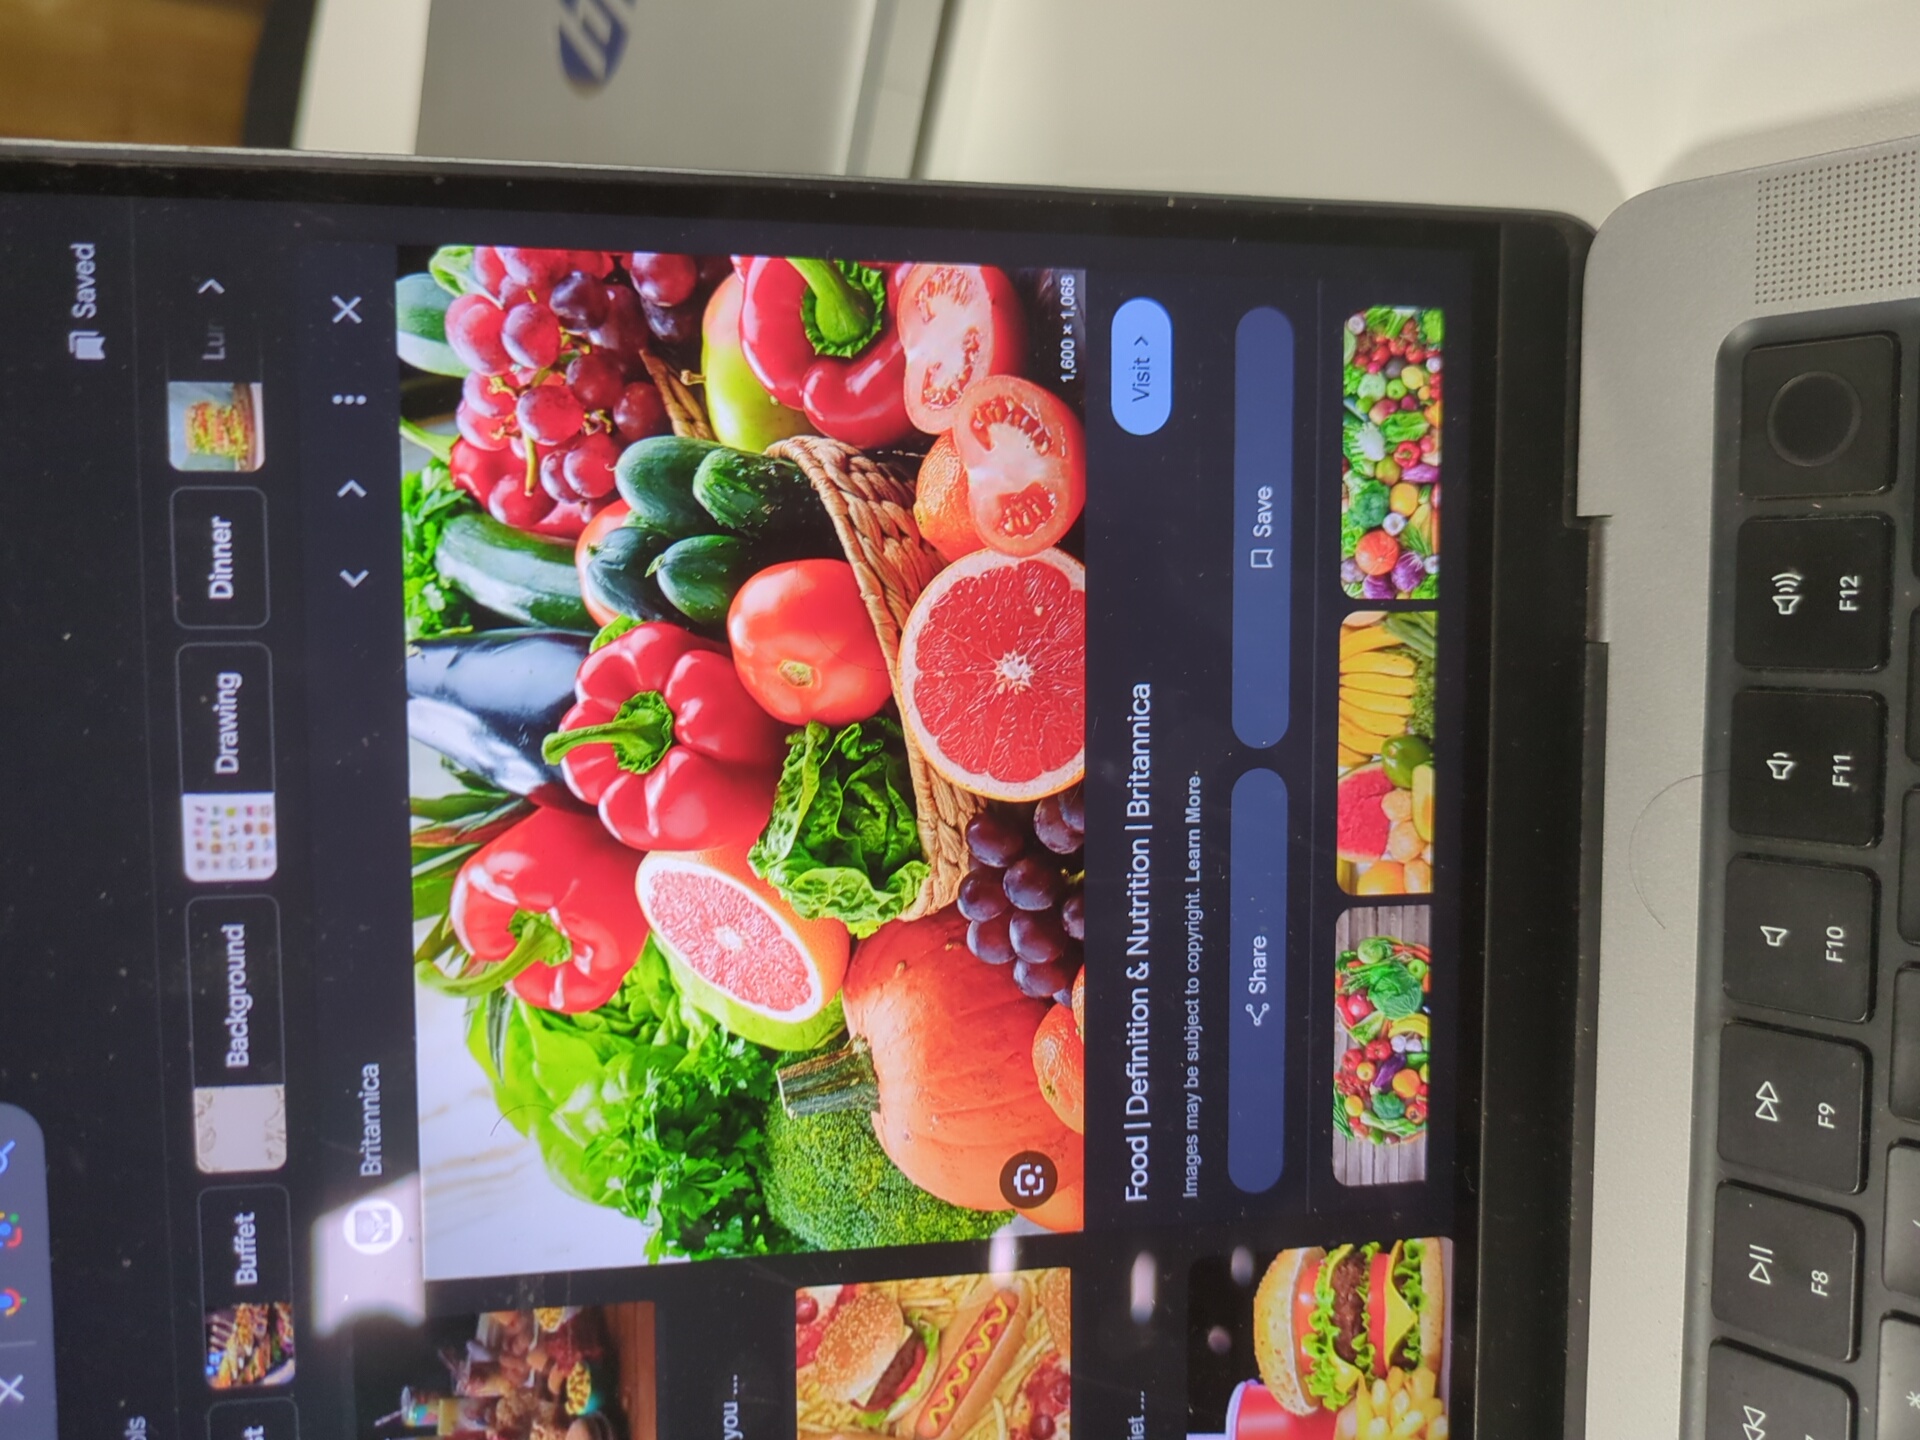 Saved
Buffet
Background
Drawing
Dinner
Britannica
you ...
1,600 × 1,068
Food | Definition & Nutrition | Britannica
Visit
Images may be subject to copyright. Learn More
Share
Save
F8
F9
F10
F11
F12
*